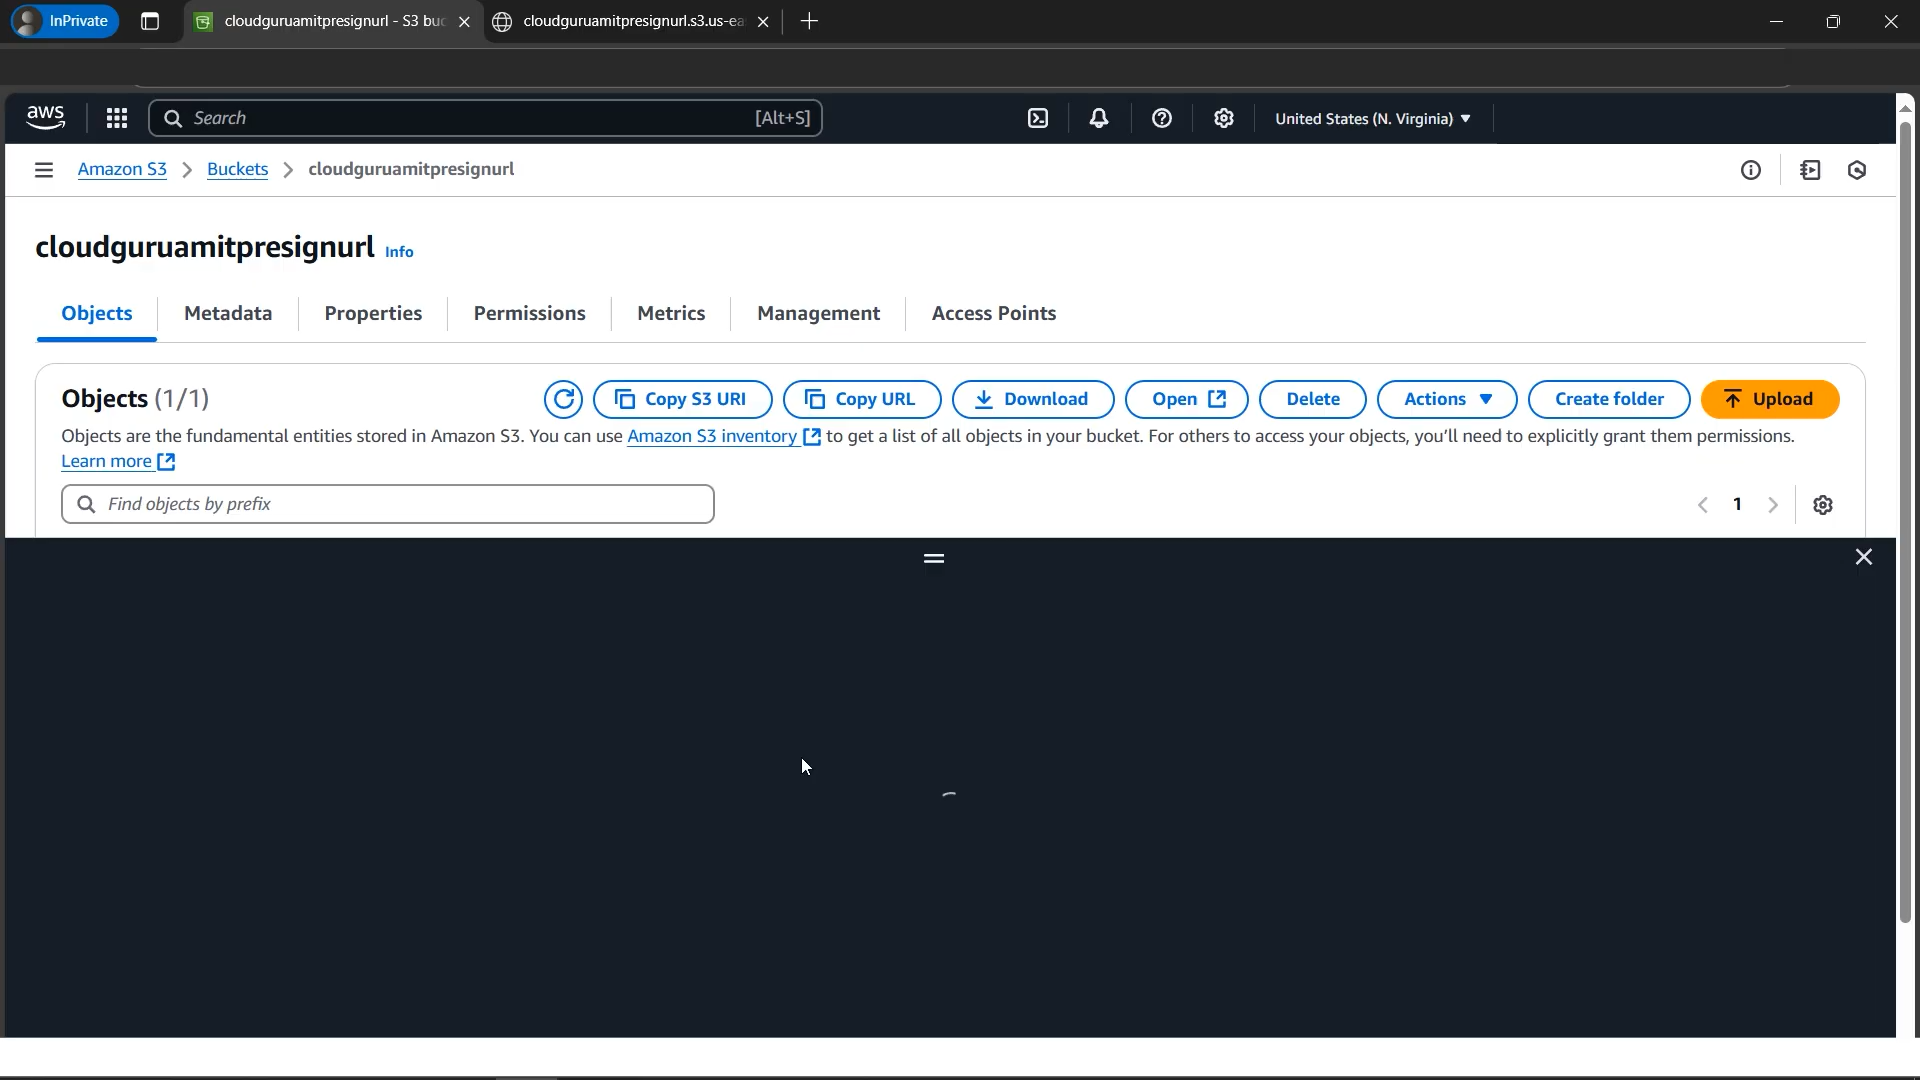 InPrivate
cloudguruamitpresignurl - S3 buc
cloudguruamitpresignurl.s3.us-ea
aws
Search
[Alt+S]
United States (N. Virginia)
Amazon S3
Buckets
cloudguruamitpresignurl
cloudguruamitpresignurl Info
Objects
Metadata
Properties
Permissions
Metrics
Management
Access Points
Objects (1/1)
Copy S3 URI
Copy URL
Download
Open
Delete
Actions
Create folder
Upload
Objects are the fundamental entities stored in Amazon S3. You can use Amazon S3 inventory to get a list of all objects in your bucket. For others to access your objects, you'll need to explicitly grant them permissions.
Learn more
Find objects by prefix
1